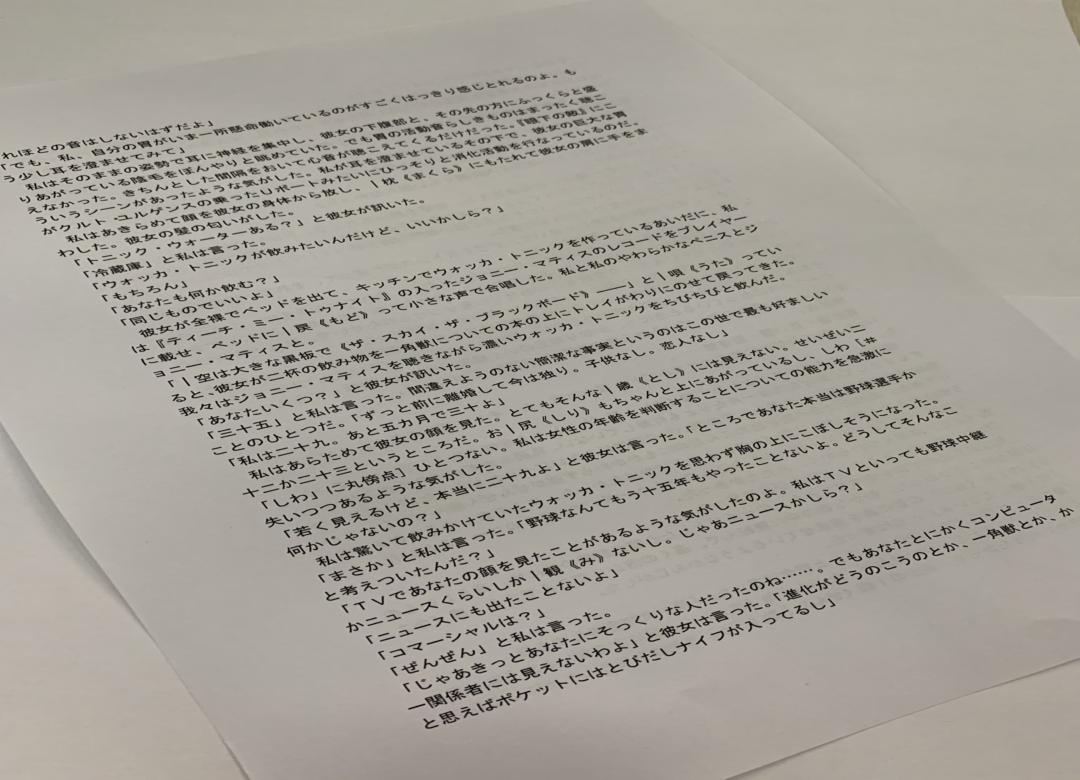 れほどの音はしないはずだよ」
「でも、私、自分の胃がいま一所懸命働いているのがすごくはっきり感じとれるのよ。も
う少し耳を澄ませてみて」
私はそのままの姿勢で耳に神経を集中し、彼女の下腹部と、その先の方にふっくらと盛
りあがっている陰毛をぼんやりと眺めていた。でも胃の活動音らしきものはまったく聴こ
えなかった。きちんとした間隔をおいて心音が聴こえてくるだけだった。『眼下の敵』にこ
ういうシーンがあったような気がした。私が耳を澄ませているその下で、彼女の巨大な胃
がクルト・ユルゲンスの乗ったUボートみたいにひっそりと消化活動を行なっているのだ。
私はあきらめて顔を彼女の身体から放し、|枕《まくら》にもたれて彼女の肩に手をま
わした。彼女の髪の匂いがした。
「トニック・ウォーターある?」と彼女が訊いた。
「冷蔵庫」と私は言った。
「ウォッカ・トニックが飲みたいんだけど、いいかしら?」
「もちろん」
「あなたも何か飲む?」
「同じものでいいよ」
彼女が全裸でベッドを出て、キッチンでウォッカ・トニックを作っているあいだに、私
は『ティーチ・ミー・トゥナイト』の入ったジョニー・マティスのレコードをプレイヤー
に載せ、ベッドに|戻《もど》って小さな声で合唱した。私と私のやわらかなペニスとジ
ョニー・マティスと。
「|空は大きな黒板で《ザ・スカイ・ザ・ブラックボード》――」と|唄《うた》ってい
ると、彼女が二杯の飲み物を一角獣についての本の上にトレイがわりにのせて戻ってきた。
我々はジョニー・マティスを聴きながら濃いウォッカ・トニックをちびちびと飲んだ。
「あなたいくつ?」と彼女が訊いた。
「三十五」と私は言った。間違えようのない簡潔な事実というのはこの世で最も好ましい
ことのひとつだ。「ずっと前に離婚して今は独り。子供なし。恋人なし」
「私は二十九。あと五カ月で三十よ」
私はあらためて彼女の顔を見た。とてもそんな|歳《とし》には見えない。せいぜい二
十二か二十三というところだ。お|尻《しり》もちゃんと上にあがっているし、しわ[#
「しわ」に丸傍点]ひとつない。私は女性の年齢を判断することについての能力を急激に
失いつつあるような気がした。
「若く見えるけど、本当に二十九よ」と彼女は言った。「ところであなた本当は野球選手か
何かじゃないの?」
私は驚いて飲みかけていたウォッカ・トニックを思わず胸の上にこぼしそうになった。
「まさか」と私は言った。「野球なんてもう十五年もやったことないよ。どうしてそんなこ
と考えついたんだ?」
「TVであなたの顔を見たことがあるような気がしたのよ。私はTVといっても野球中継
かニュースくらいしか|観《み》ないし。じゃあニュースかしら?」
「ニュースにも出たことないよ」
「コマーシャルは?」
「ぜんぜん」と私は言った。
「じゃあきっとあなたにそっくりな人だったのね……。でもあなたとにかくコンピュータ
ー関係者には見えないわよ」と彼女は言った。「進化がどうのこうのとか、一角獣とか、か
と思えばポケットにはとびだしナイフが入ってるし」